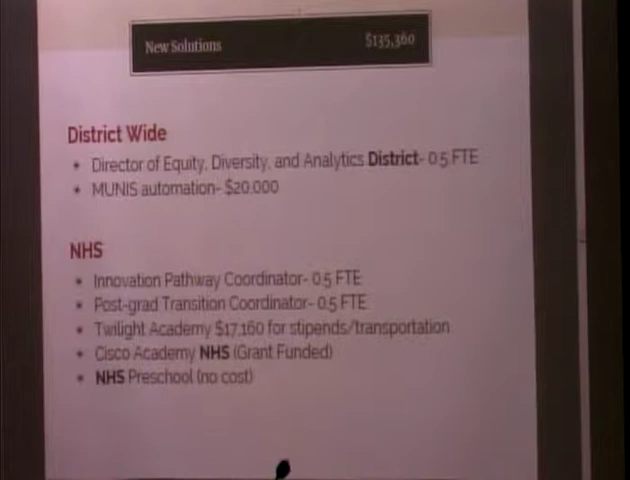 New Solutions $135,360
District Wide
• Director of Equity, Diversity, and Analytics District- 0.5 FTE
• MUNIS automation- $20,000
NHS
• Innovation Pathway Coordinator- 0.5 FTE
• Post-grad Transition Coordinator- 0.5 FTE
• Twilight Academy $17,160 for stipends/transportation
• Cisco Academy NHS (Grant Funded)
• NHS Preschool (no cost)